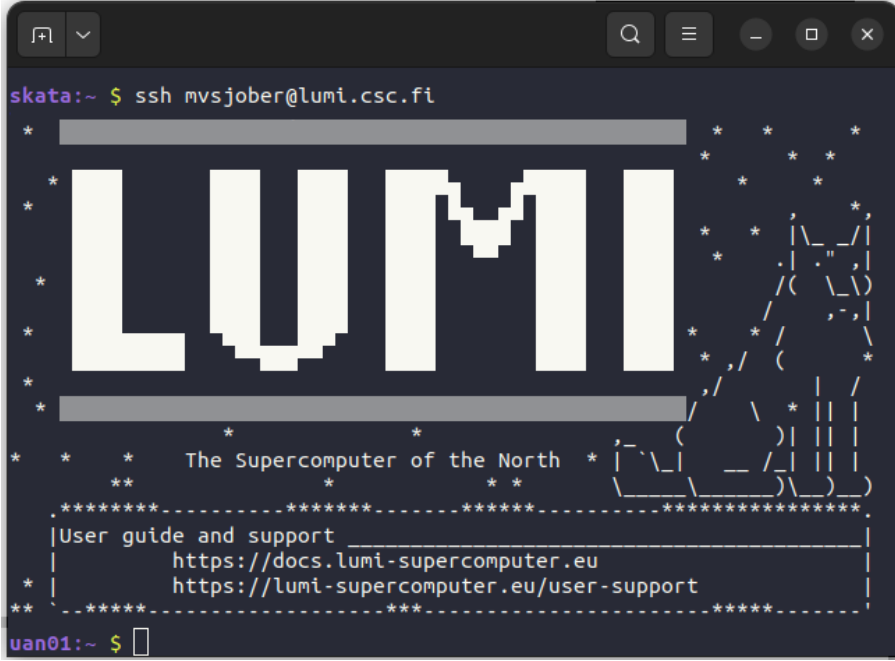 skata:~ $ ssh mvsjober@lumi.csc.fi
LUMI
The Supercomputer of the North
User guide and support
https://docs.lumi-supercomputer.eu
https://lumi-supercomputer.eu/user-support
uan01:~ $